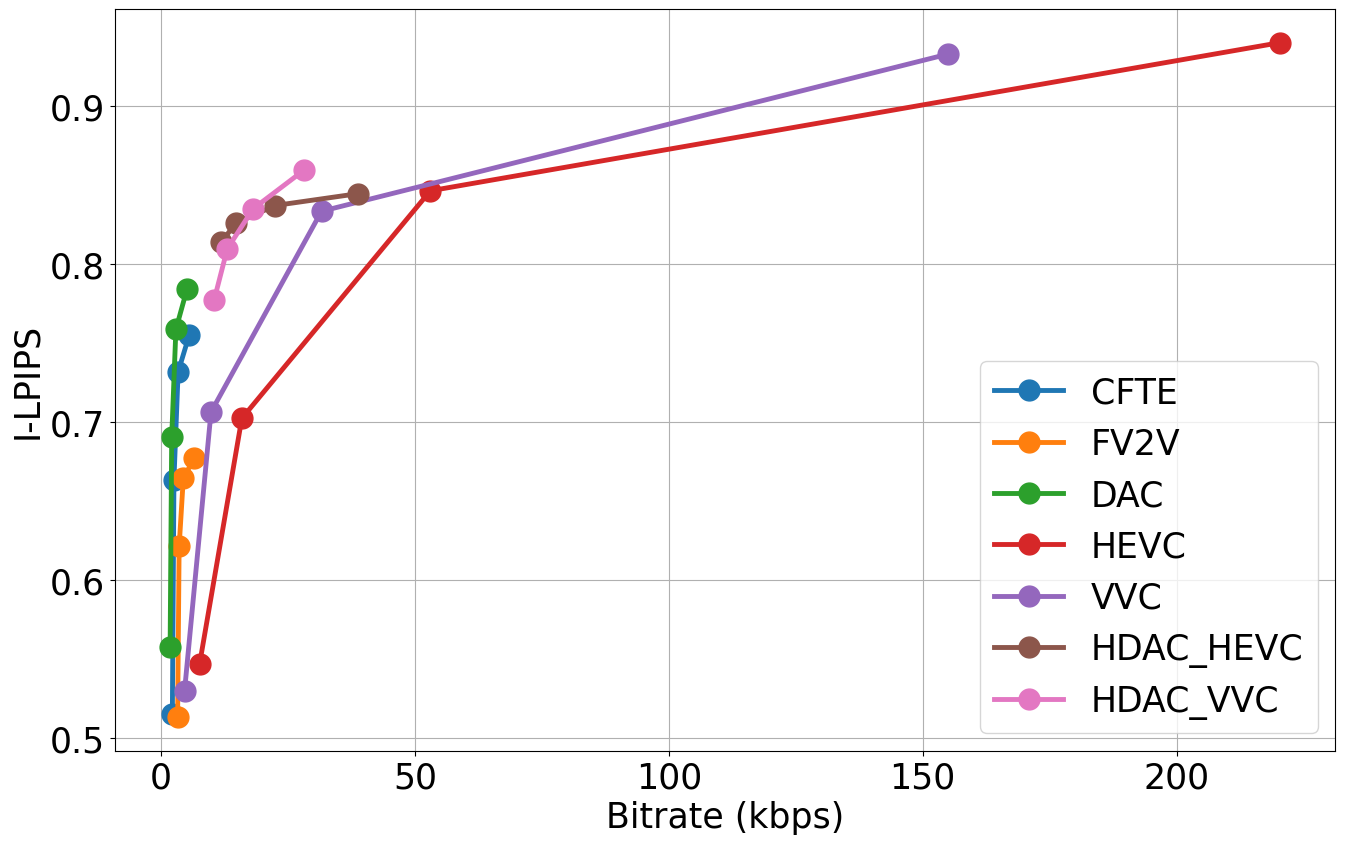 0.9
0.8
0.7
0.6
0.5
l-LPIPS
0
50
100
150
200
Bitrate (kbps)
CFTE
FV2V
DAC
HEVC
VVC
HDAC_HEVC
HDAC_VVC